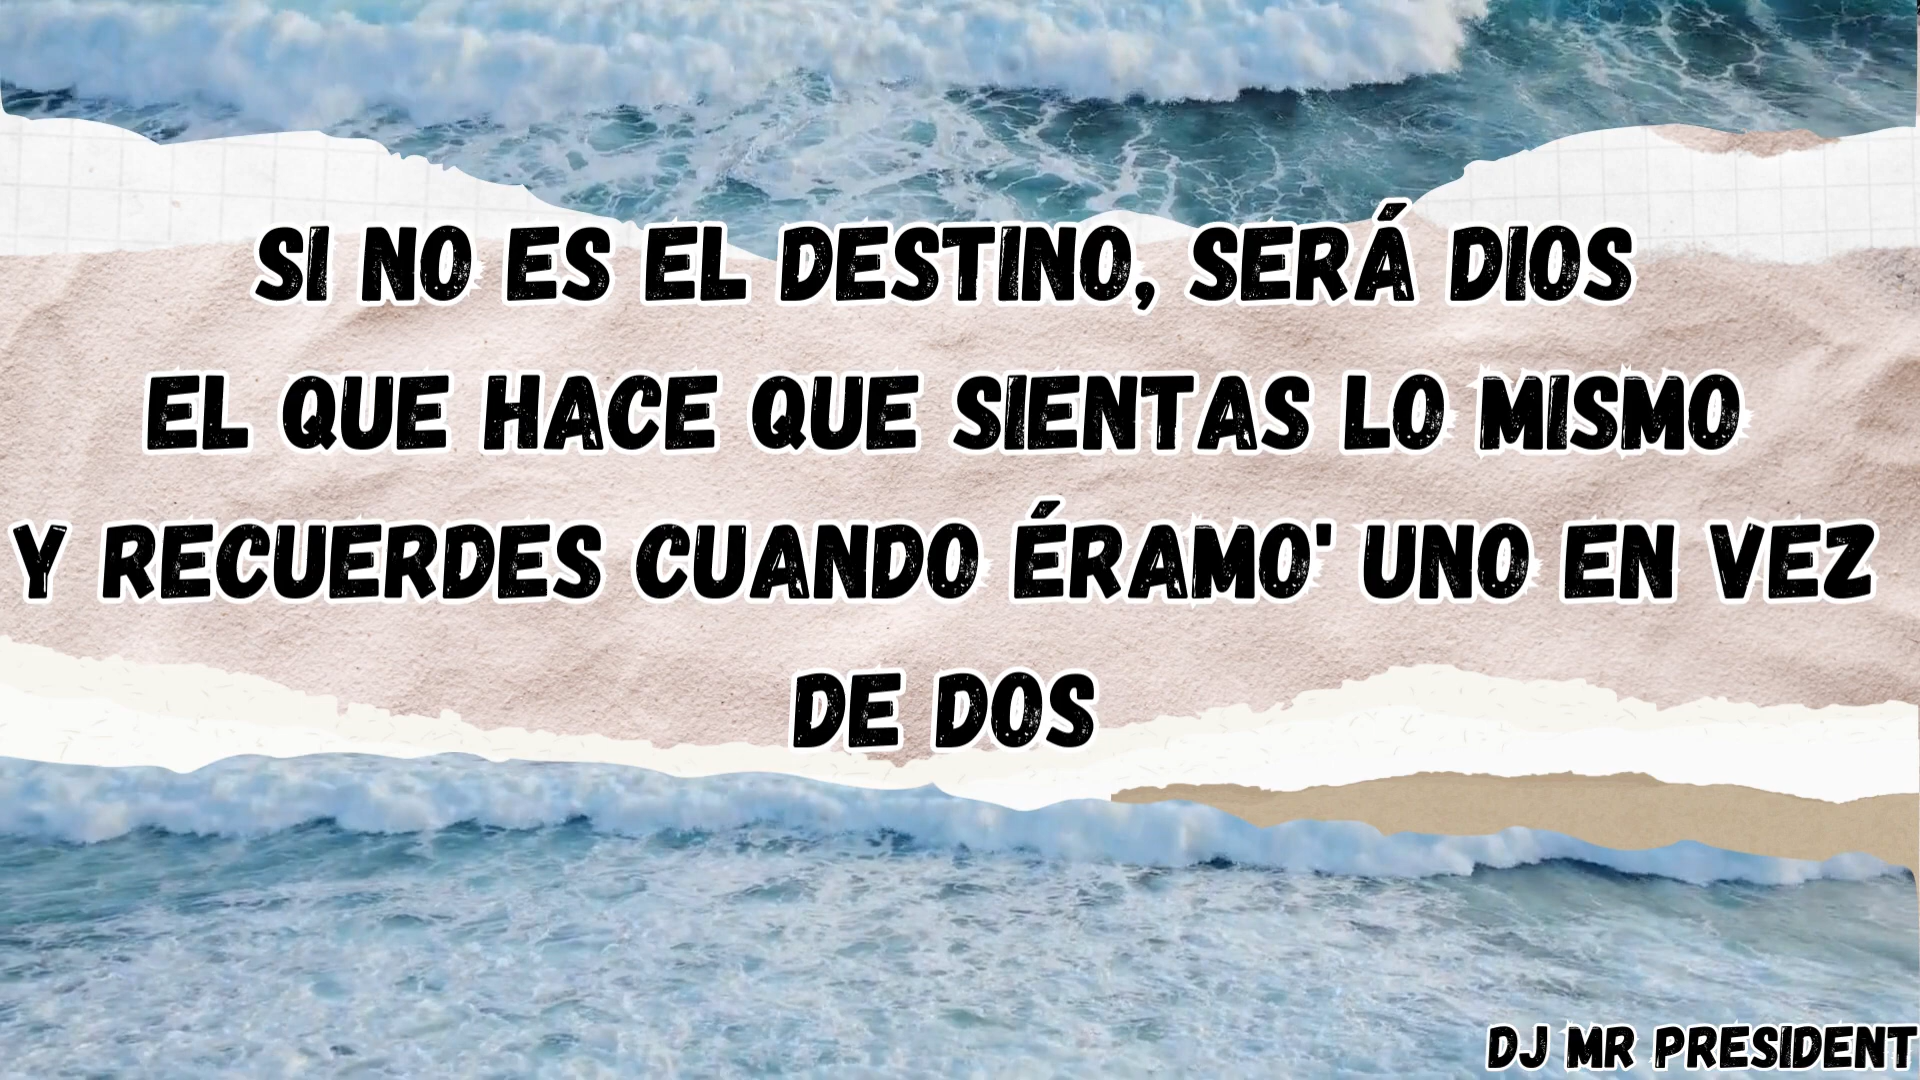 SI NO ES EL DESTINO, SERÁ DIOS
EL QUE HACE QUE SIENTAS LO MISMO
Y RECUERDES CUANDO ÉRAMO' UNO EN VEZ
DE DOS
DJ MR PRESIDENT